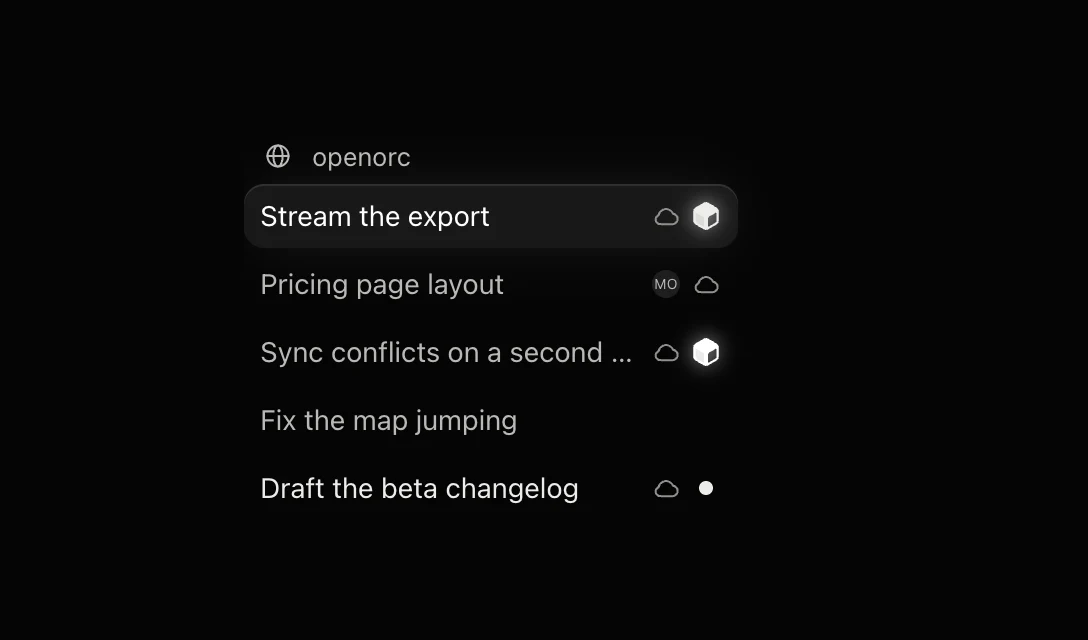 openorc
Stream the export
Pricing page layout MO
Sync conflicts on a second ...
Fix the map jumping
Draft the beta changelog